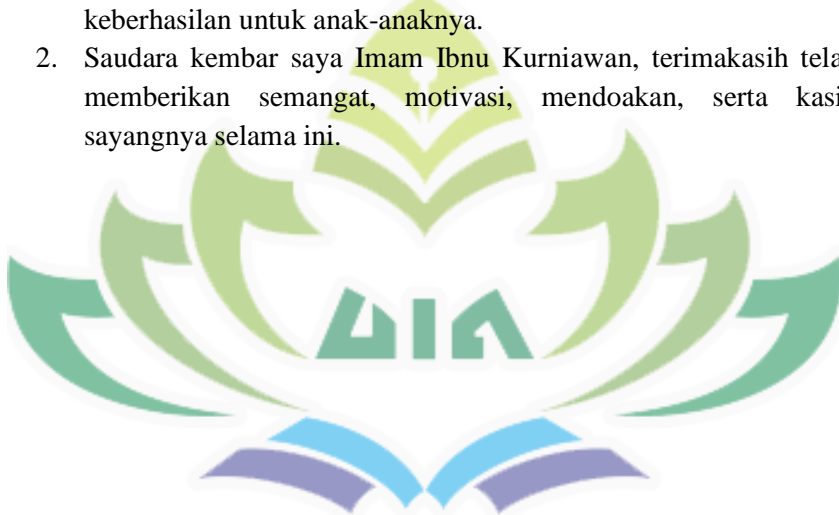 keberhasilan untuk anak-anaknya.
2. Saudara kembar saya Imam Ibnu Kurniawan, terimakasih tela
memberikan semangat, motivasi, mendoakan, serta kasi
sayangnya selama ini.
UIN